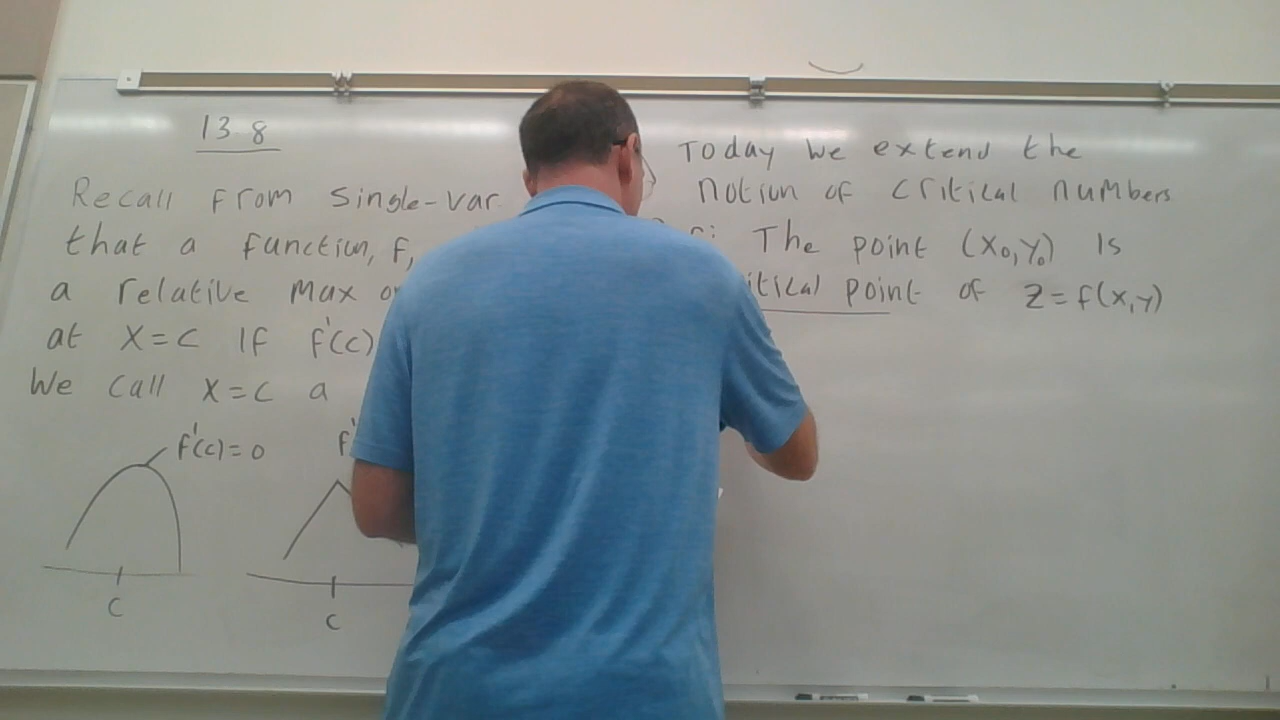 13 8
Recall from single-var.
that a function, f,
a relative max
at x=c if f'(c)
We call x=c a
f'(c)=0
f'
c
c
Today we extend the
notion of critical numbers
The point (x₀,y₀) is
point of z=f(x,y)